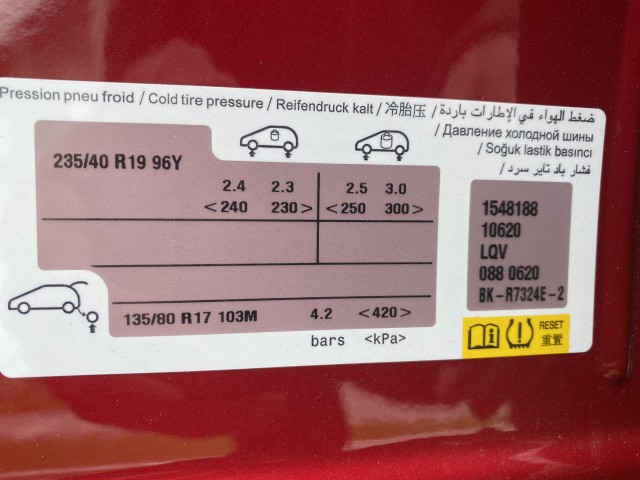 Pression pneu froid / Cold tire pressure / Reifendruck kalt / 冷胎压 / ضغط الهواء في الإطارات باردة
/ Давление холодной шины
/ Soğuk lastik basıncı
فشار باد تاير سرد /
235/40 R19 96Y
2.4 2.3 2.5 3.0
<240 230> <250 300>
135/80 R17 103M 4.2 <420>
bars <kPa>
1548188
10620
LQV
088 0620
BK-R7324E-2
RESET
重置